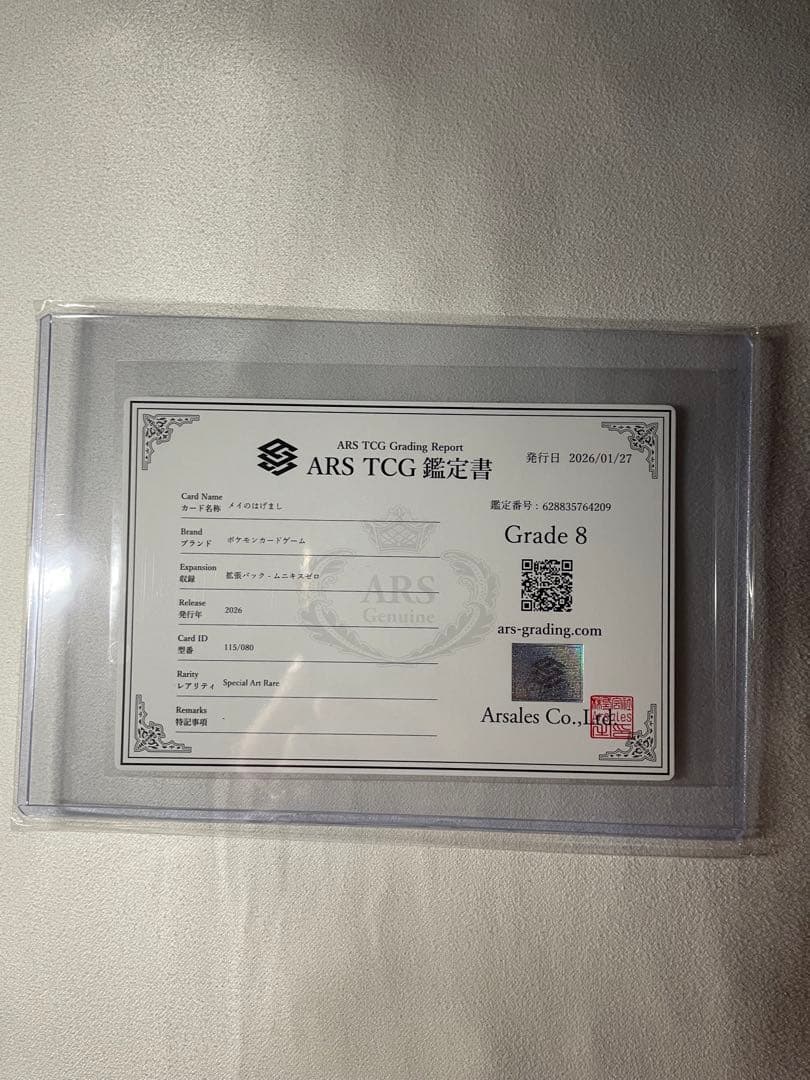 ARS TCG Grading Report
ARS TCG 鑑定書
発行日 2026/01/27
Card Name
カード名称 メイのはげまし
Brand
ブランド ポケモンカードゲーム
Expansion
収録 拡張パック - ムニキスゼロ
Release
発行年 2026
Card ID
型番 115/080
Rarity
レアリティ Special Art Rare
Remarks
特記事項 -
鑑定番号 : 628835764209
Grade 8
ars-grading.com
Arsales Co.,Ltd.
ARS
Genuine